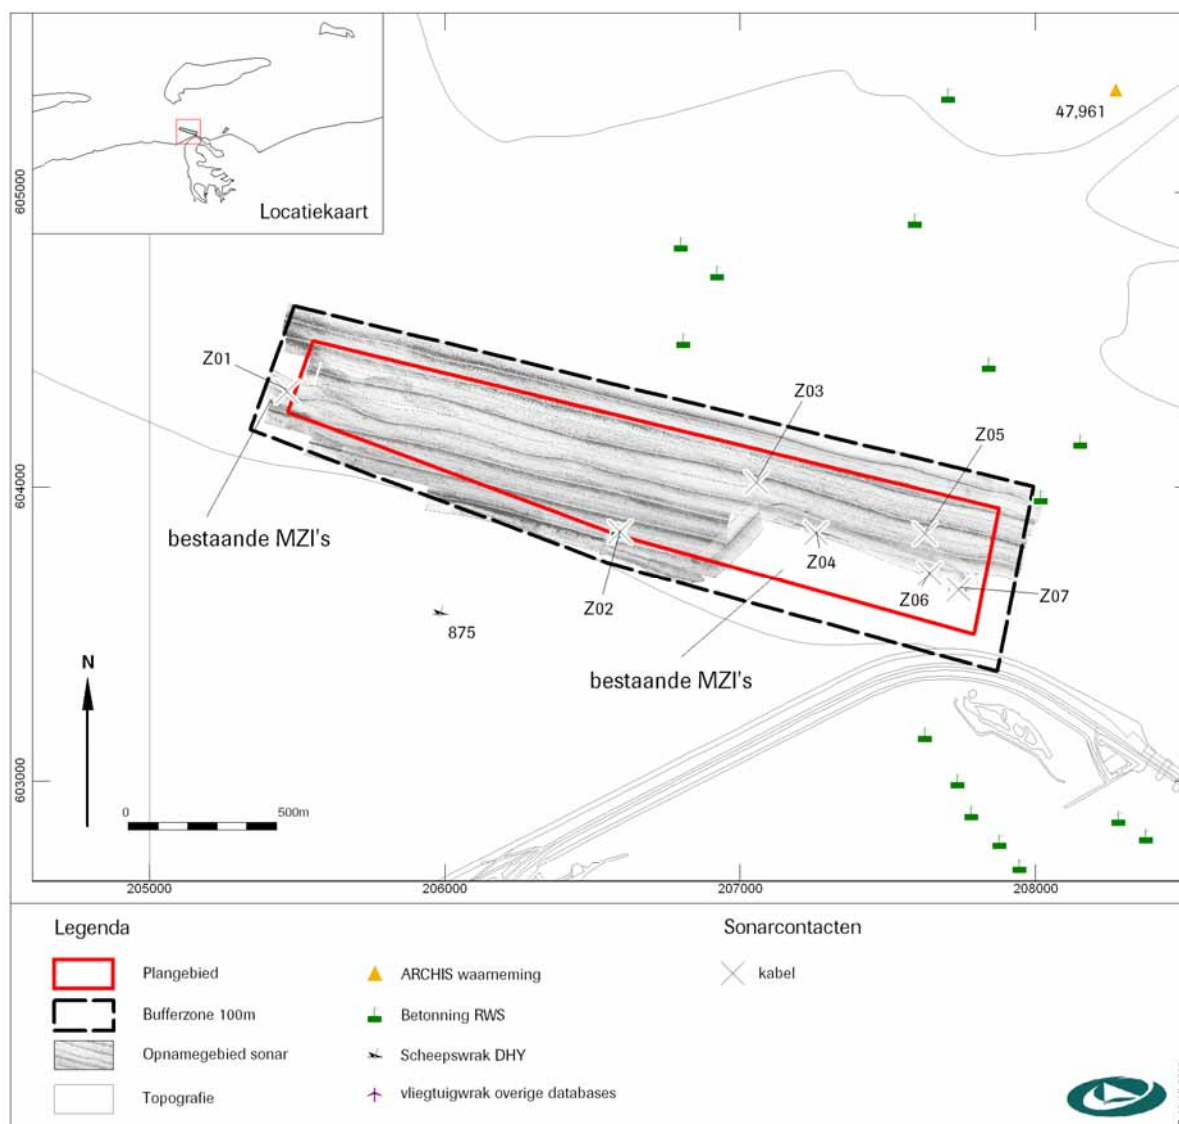 Locatiekaart
47,961
605000
604000
603000
Z01
Z03
Z05
bestaande MZI's
Z04
Z02
Z06
Z07
875
bestaande MZI's
N
0
500m
205000
206000
207000
208000
Legenda
Plangebied
Bufferzone 100m
Opnamegebied sonar
Topografie
ARCHIS waarneming
Betonning RWS
Scheepswrak DHY
vliegtuigwrak overige databases
Sonarcontacten
kabel